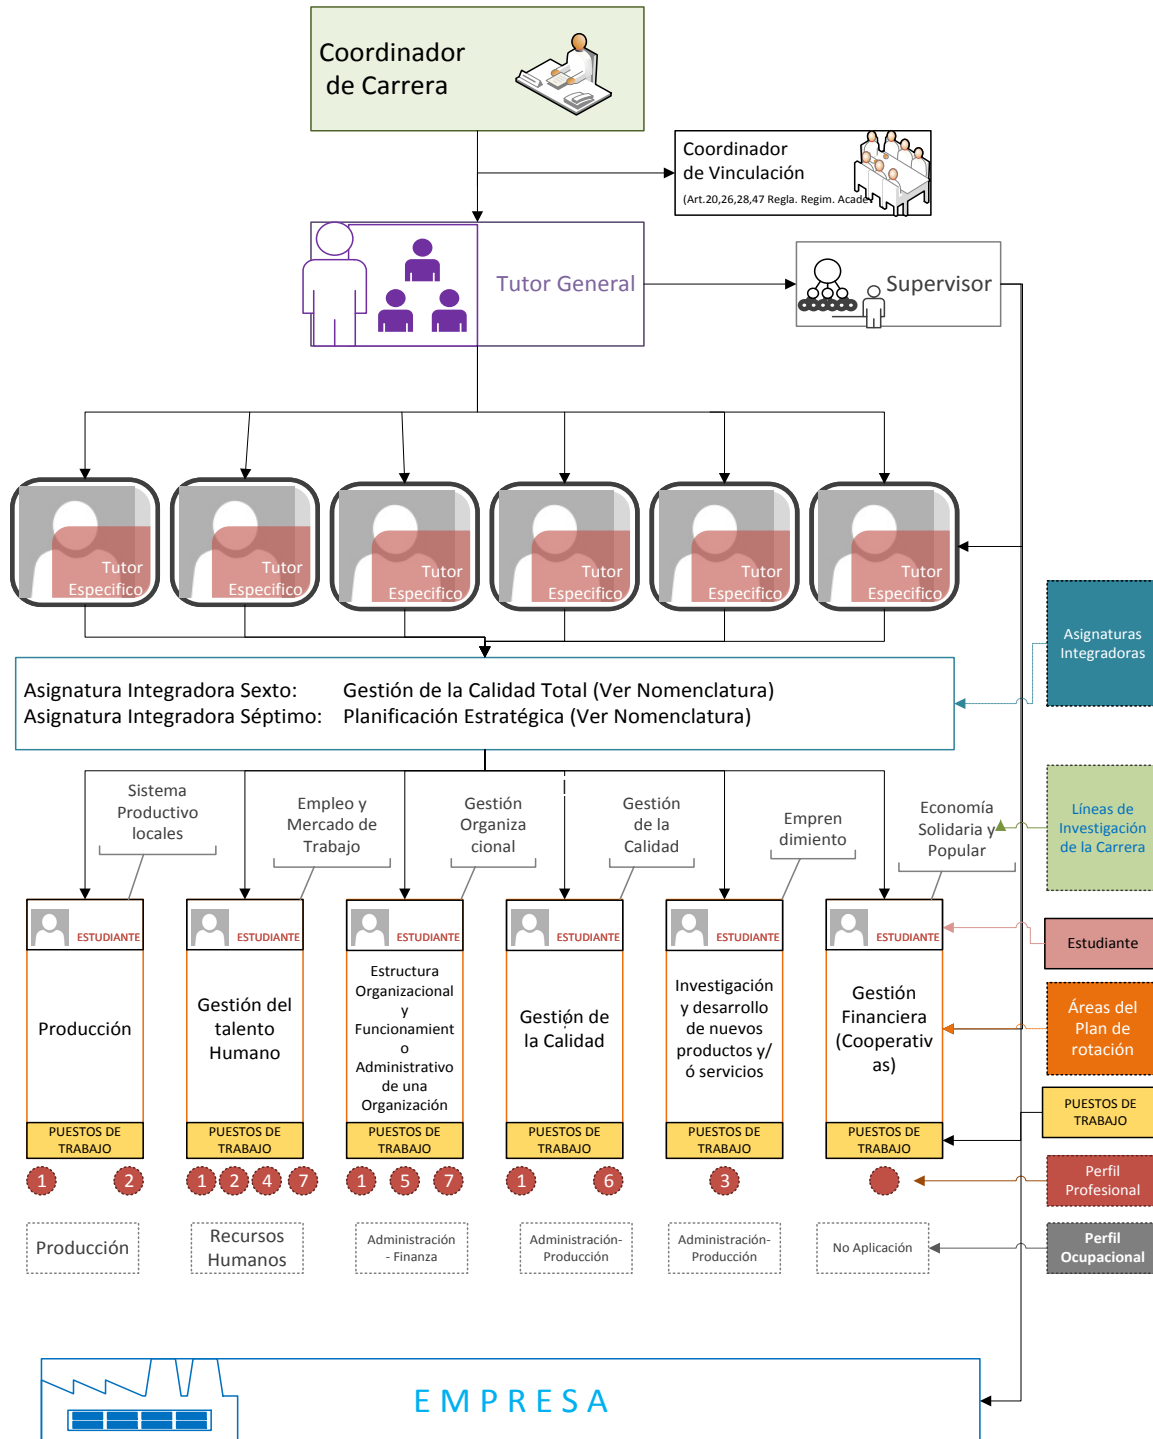 Coordinador
de Carrera
Coordinador
de Vinculación
(Art.20,26,28,47 Regla. Regim. Acade
Tutor General
Supervisor
Tutor
Especifico
Tutor
Especifico
Tutor
Especifico
Tutor
Especifico
Tutor
Especifico
Tutor
Especifico
Asignaturas
Integradoras
Asignatura Integradora Sexto: Gestión de la Calidad Total (Ver Nomenclatura)
Asignatura Integradora Séptimo: Planificación Estratégica (Ver Nomenclatura)
Sistema
Productivo
locales
Empleo y
Mercado de
Trabajo
Gestión
Organiza
cional
Gestión
de la
Calidad
Empren
dimiento
Economía
Solidaria y
Popular
Líneas de
Investigación
de la Carrera
ESTUDIANTE
ESTUDIANTE
ESTUDIANTE
ESTUDIANTE
ESTUDIANTE
ESTUDIANTE
Estudiante
Producción
Gestión del
talento
Humano
Estructura
Organizacional
y
Funcionamient
o
Administrativo
de una
Organización
Gestión de
la Calidad
Investigación
y desarrollo
de nuevos
productos y/
ó servicios
Gestión
Financiera
(Cooperativ
as)
Áreas del
Plan de
rotación
PUESTOS DE
TRABAJO
PUESTOS DE
TRABAJO
PUESTOS DE
TRABAJO
PUESTOS DE
TRABAJO
PUESTOS DE
TRABAJO
PUESTOS DE
TRABAJO
PUESTOS DE
TRABAJO
1 2
1 2 4 7
1 5 7
1 6
3
Perfil
Profesional
Producción
Recursos
Humanos
Administración
- Finanza
Administración-
Producción
Administración-
Producción
No Aplicación
Perfil
Ocupacional
E M P R E S A